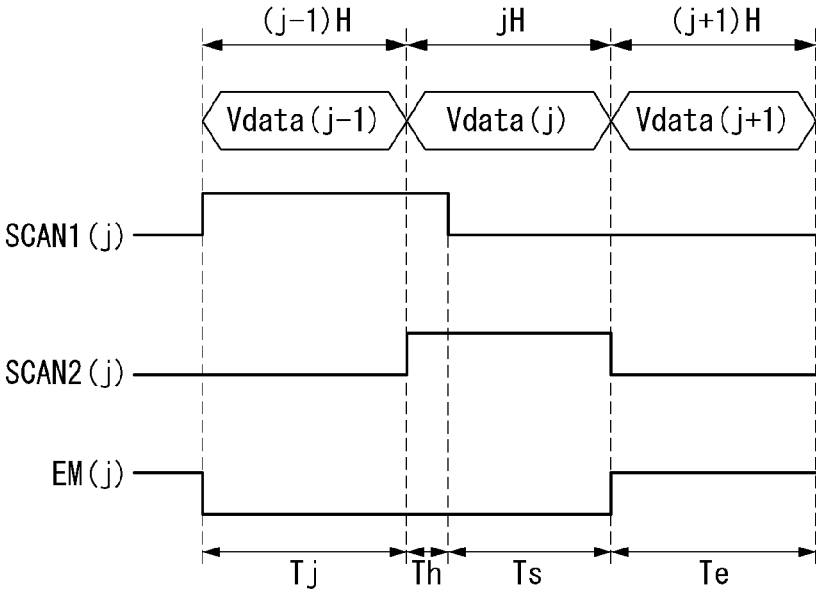 (j-1)H jH (j+1)H
Vdata(j-1) Vdata(j) Vdata(j+1)
SCAN1(j)
SCAN2(j)
EM(j)
Tj Th Ts Te